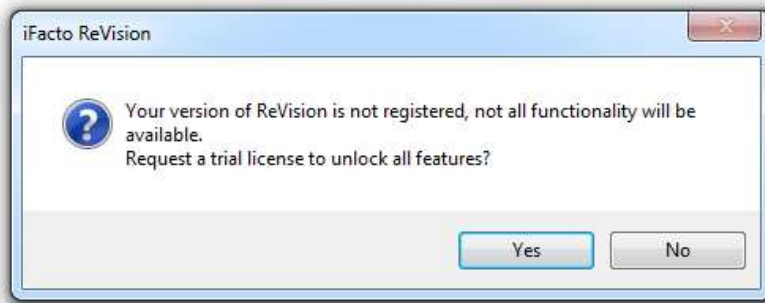 iFacto ReVision
Your version of ReVision is not registered, not all functionality will be
available.
Request a trial license to unlock all features?
Yes
No